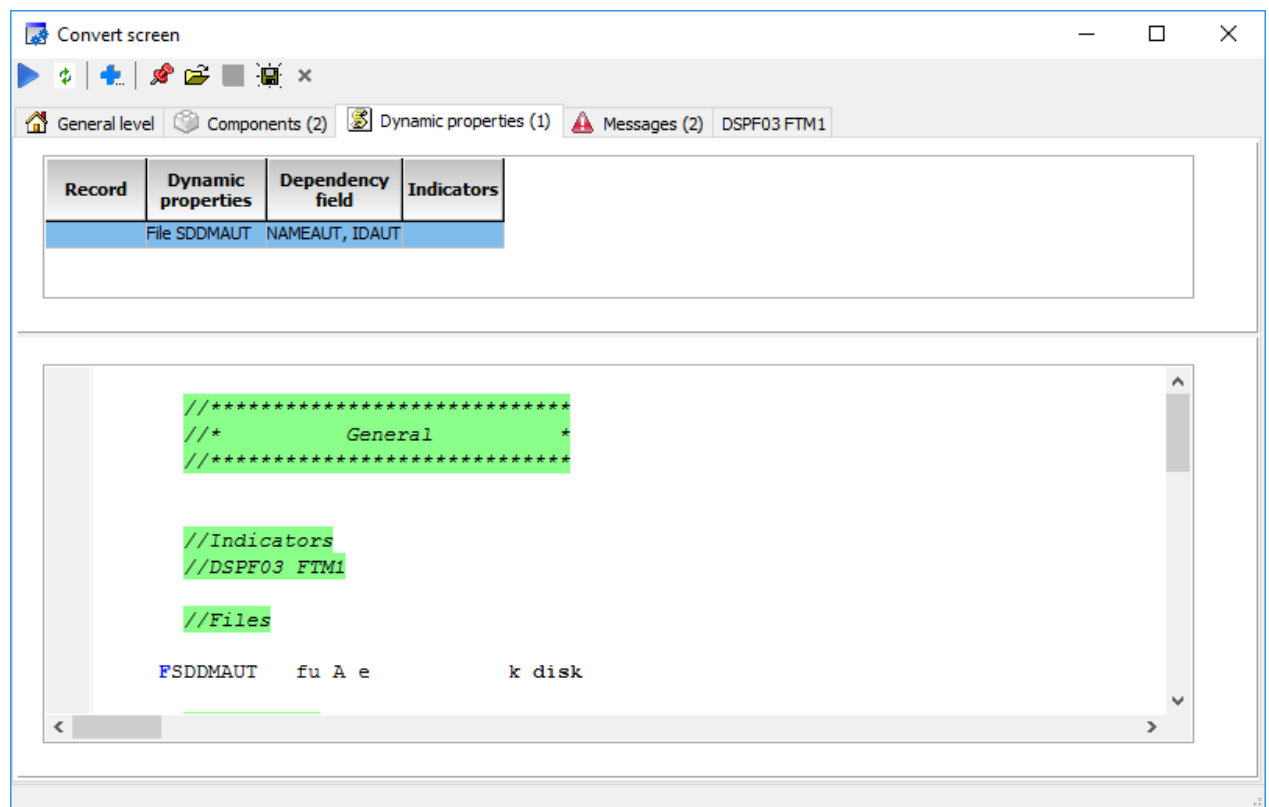 Convert screen
General level Components (2) Dynamic properties (1) Messages (2) DSPF03 FTM1
Record Dynamic properties Dependency field Indicators
File SDDMAUT NAMEAUT, IDAUT
//*****************************
//* General *
//*****************************
//Indicators
//DSPF03 FTM1
//Files
FSDDMAUT fu A e k disk